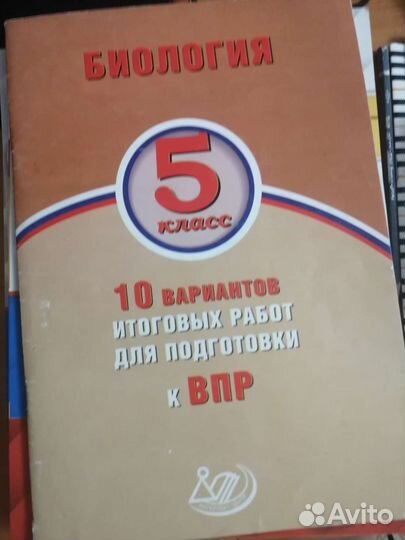 БИОЛОГИЯ
5
класс
10 ВАРИАНТОВ
ИТОГОВЫХ РАБОТ
ДЛЯ ПОДГОТОВКИ
К ВПР
Avito